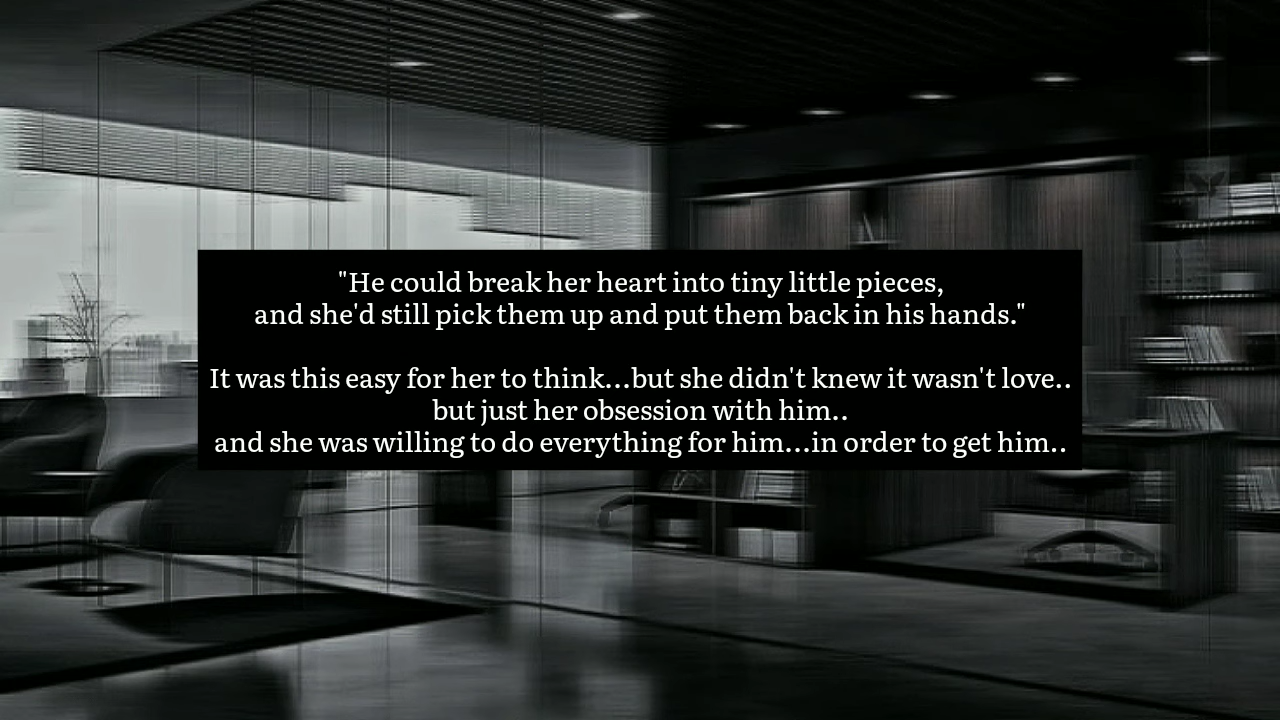 "He could break her heart into tiny little pieces,
and she'd still pick them up and put them back in his hands."
It was this easy for her to think...but she didn't knew it wasn't love..
but just her obsession with him..
and she was willing to do everything for him...in order to get him..